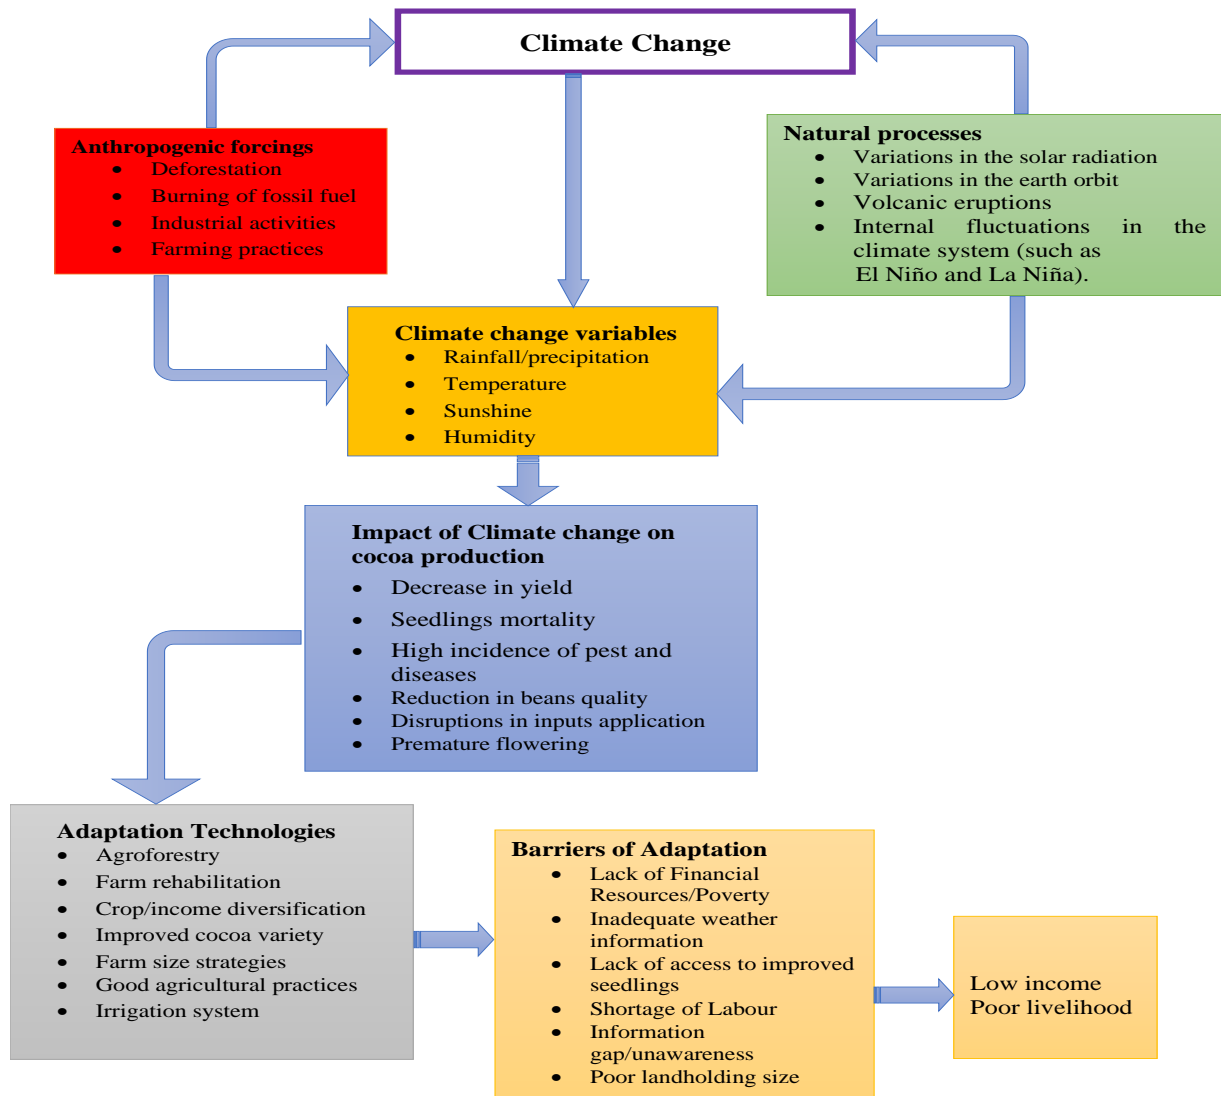 Climate Change
Anthropogenic forcings
• Deforestation
• Burning of fossil fuel
• Industrial activities
• Farming practices
Natural processes
• Variations in the solar radiation
• Variations in the earth orbit
• Volcanic eruptions
• Internal fluctuations in the
climate system (such as
El Niño and La Niña).
Climate change variables
• Rainfall/precipitation
• Temperature
• Sunshine
• Humidity
Impact of Climate change on
cocoa production
• Decrease in yield
• Seedlings mortality
• High incidence of pest and
diseases
• Reduction in beans quality
• Disruptions in inputs application
• Premature flowering
Adaptation Technologies
• Agroforestry
• Farm rehabilitation
• Crop/income diversification
• Improved cocoa variety
• Farm size strategies
• Good agricultural practices
• Irrigation system
Barriers of Adaptation
• Lack of Financial
Resources/Poverty
• Inadequate weather
information
• Lack of access to improved
seedlings
• Shortage of Labour
• Information
gap/unawareness
• Poor landholding size
Low income
Poor livelihood